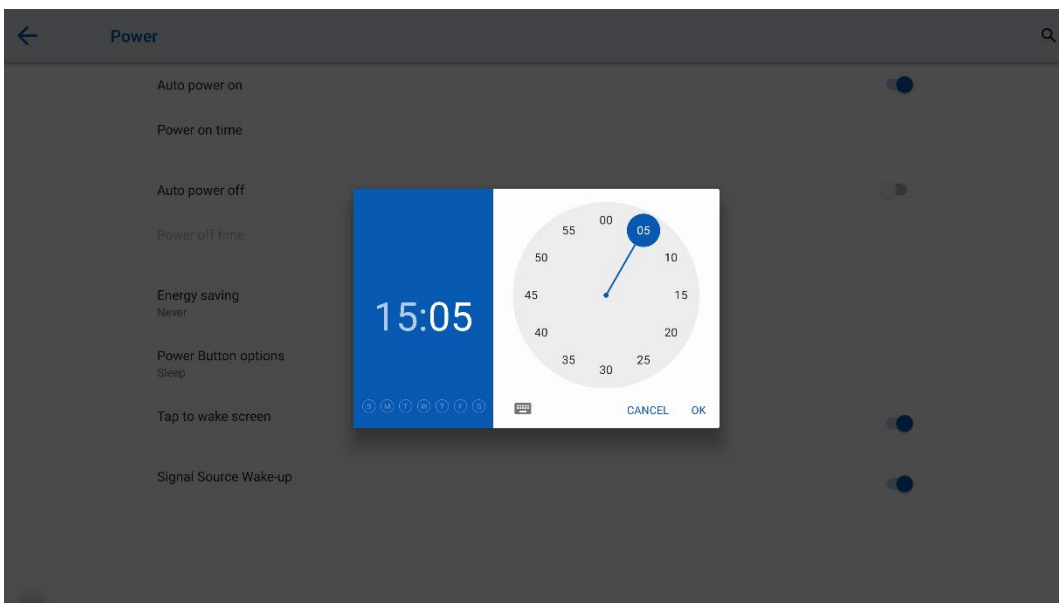 Power
Auto power on
Power on time
Auto power off
Power off time
Energy saving
Never
Power Button options
Sleep
Tap to wake screen
Signal Source Wake-up
15:05
S M T W T F S
00
05
10
15
20
25
30
35
40
45
50
55
CANCEL OK